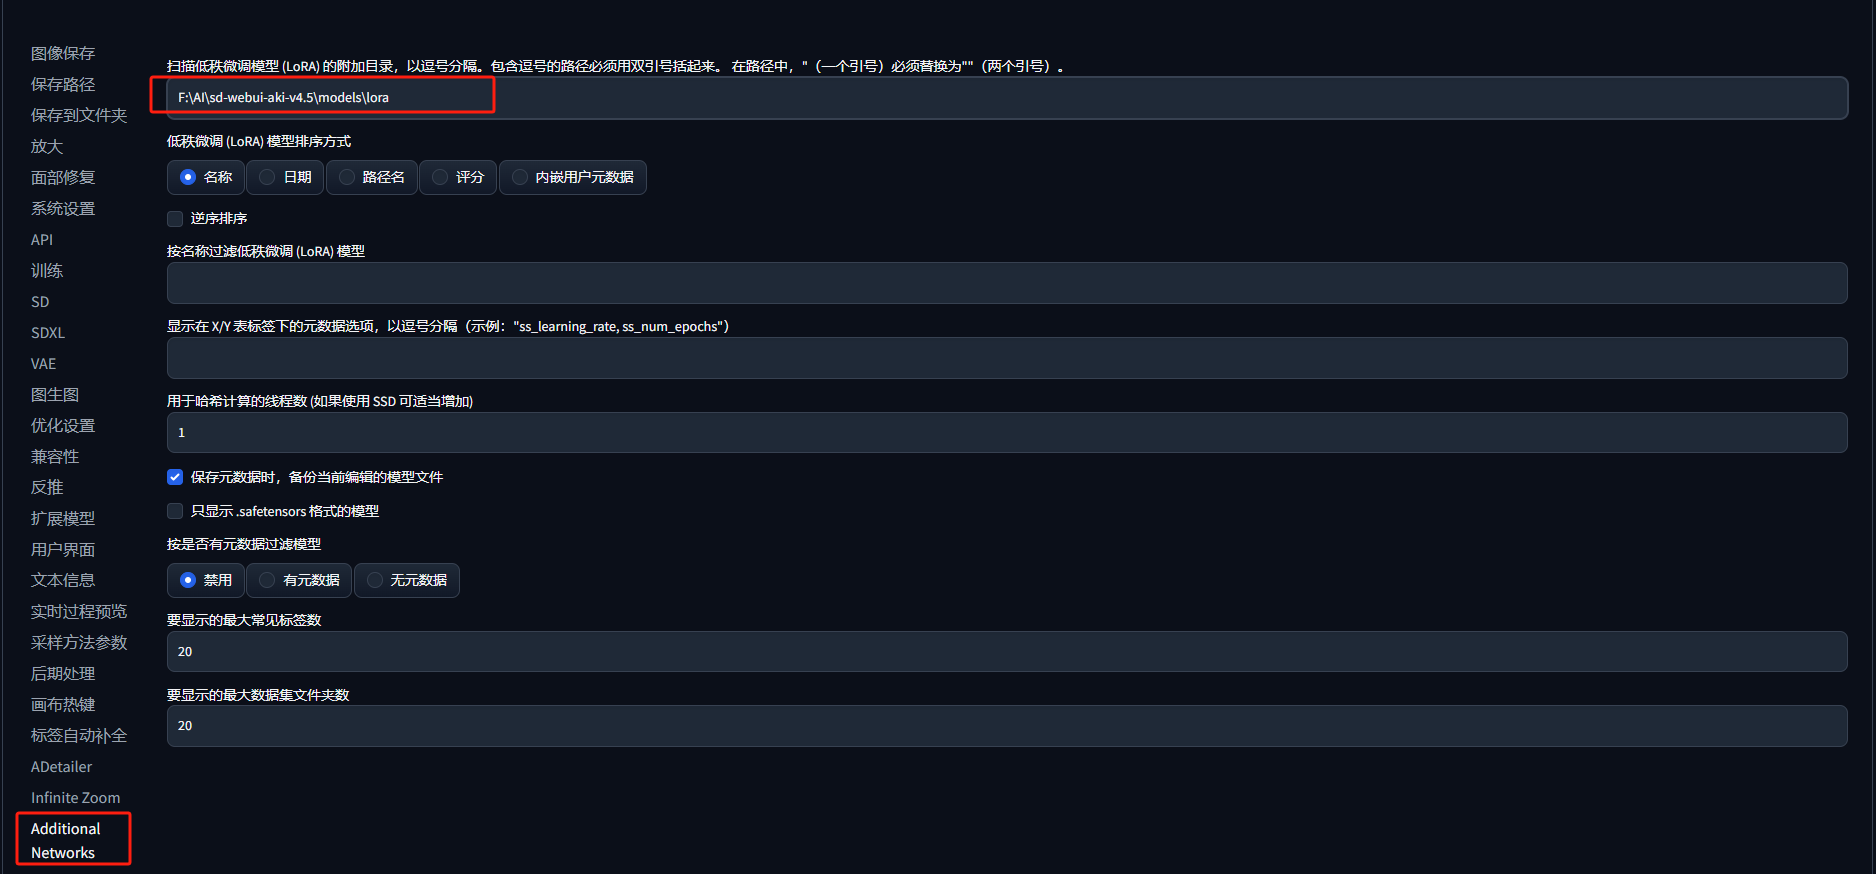 图像保存
保存路径
保存到文件夹
放大
面部修复
系统设置
API
训练
SD
SDXL
VAE
图生图
优化设置
兼容性
反推
扩展模型
用户界面
文本信息
实时过程预览
采样方法参数
后期处理
画布热键
标签自动补全
ADetailer
Infinite Zoom
Additional
Networks
扫描低秩微调模型 (LoRA) 的附加目录，以逗号分隔。包含逗号的路径必须用双引号括起来。 在路径中，"（一个引号）必须替换为""（两个引号）。
F:\AI\sd-webui-aki-v4.5\models\lora
低秩微调 (LoRA) 模型排序方式
名称 日期 路径名 评分 内嵌用户元数据
逆序排序
按名称过滤低秩微调 (LoRA) 模型
显示在 X/Y 表标签下的元数据选项，以逗号分隔（示例："ss_learning_rate, ss_num_epochs"）
用于哈希计算的线程数 (如果使用 SSD 可适当增加)
1
保存元数据时，备份当前编辑的模型文件
只显示 .safetensors 格式的模型
按是否有元数据过滤模型
禁用 有元数据 无元数据
要显示的最大常见标签数
20
要显示的最大数据集文件夹数
20